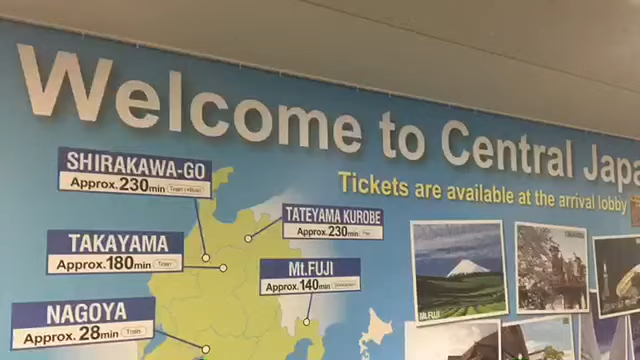 Welcome to Central Japa
Tickets are available at the arrival lobby
SHIRAKAWA-GO
Approx.230min
TATEYAMA KUROBE
Approx.230min
TAKAYAMA
Approx.180min Train
Mt.FUJI
Approx.140min
NAGOYA
Approx.28min Train
Mt.FUJI